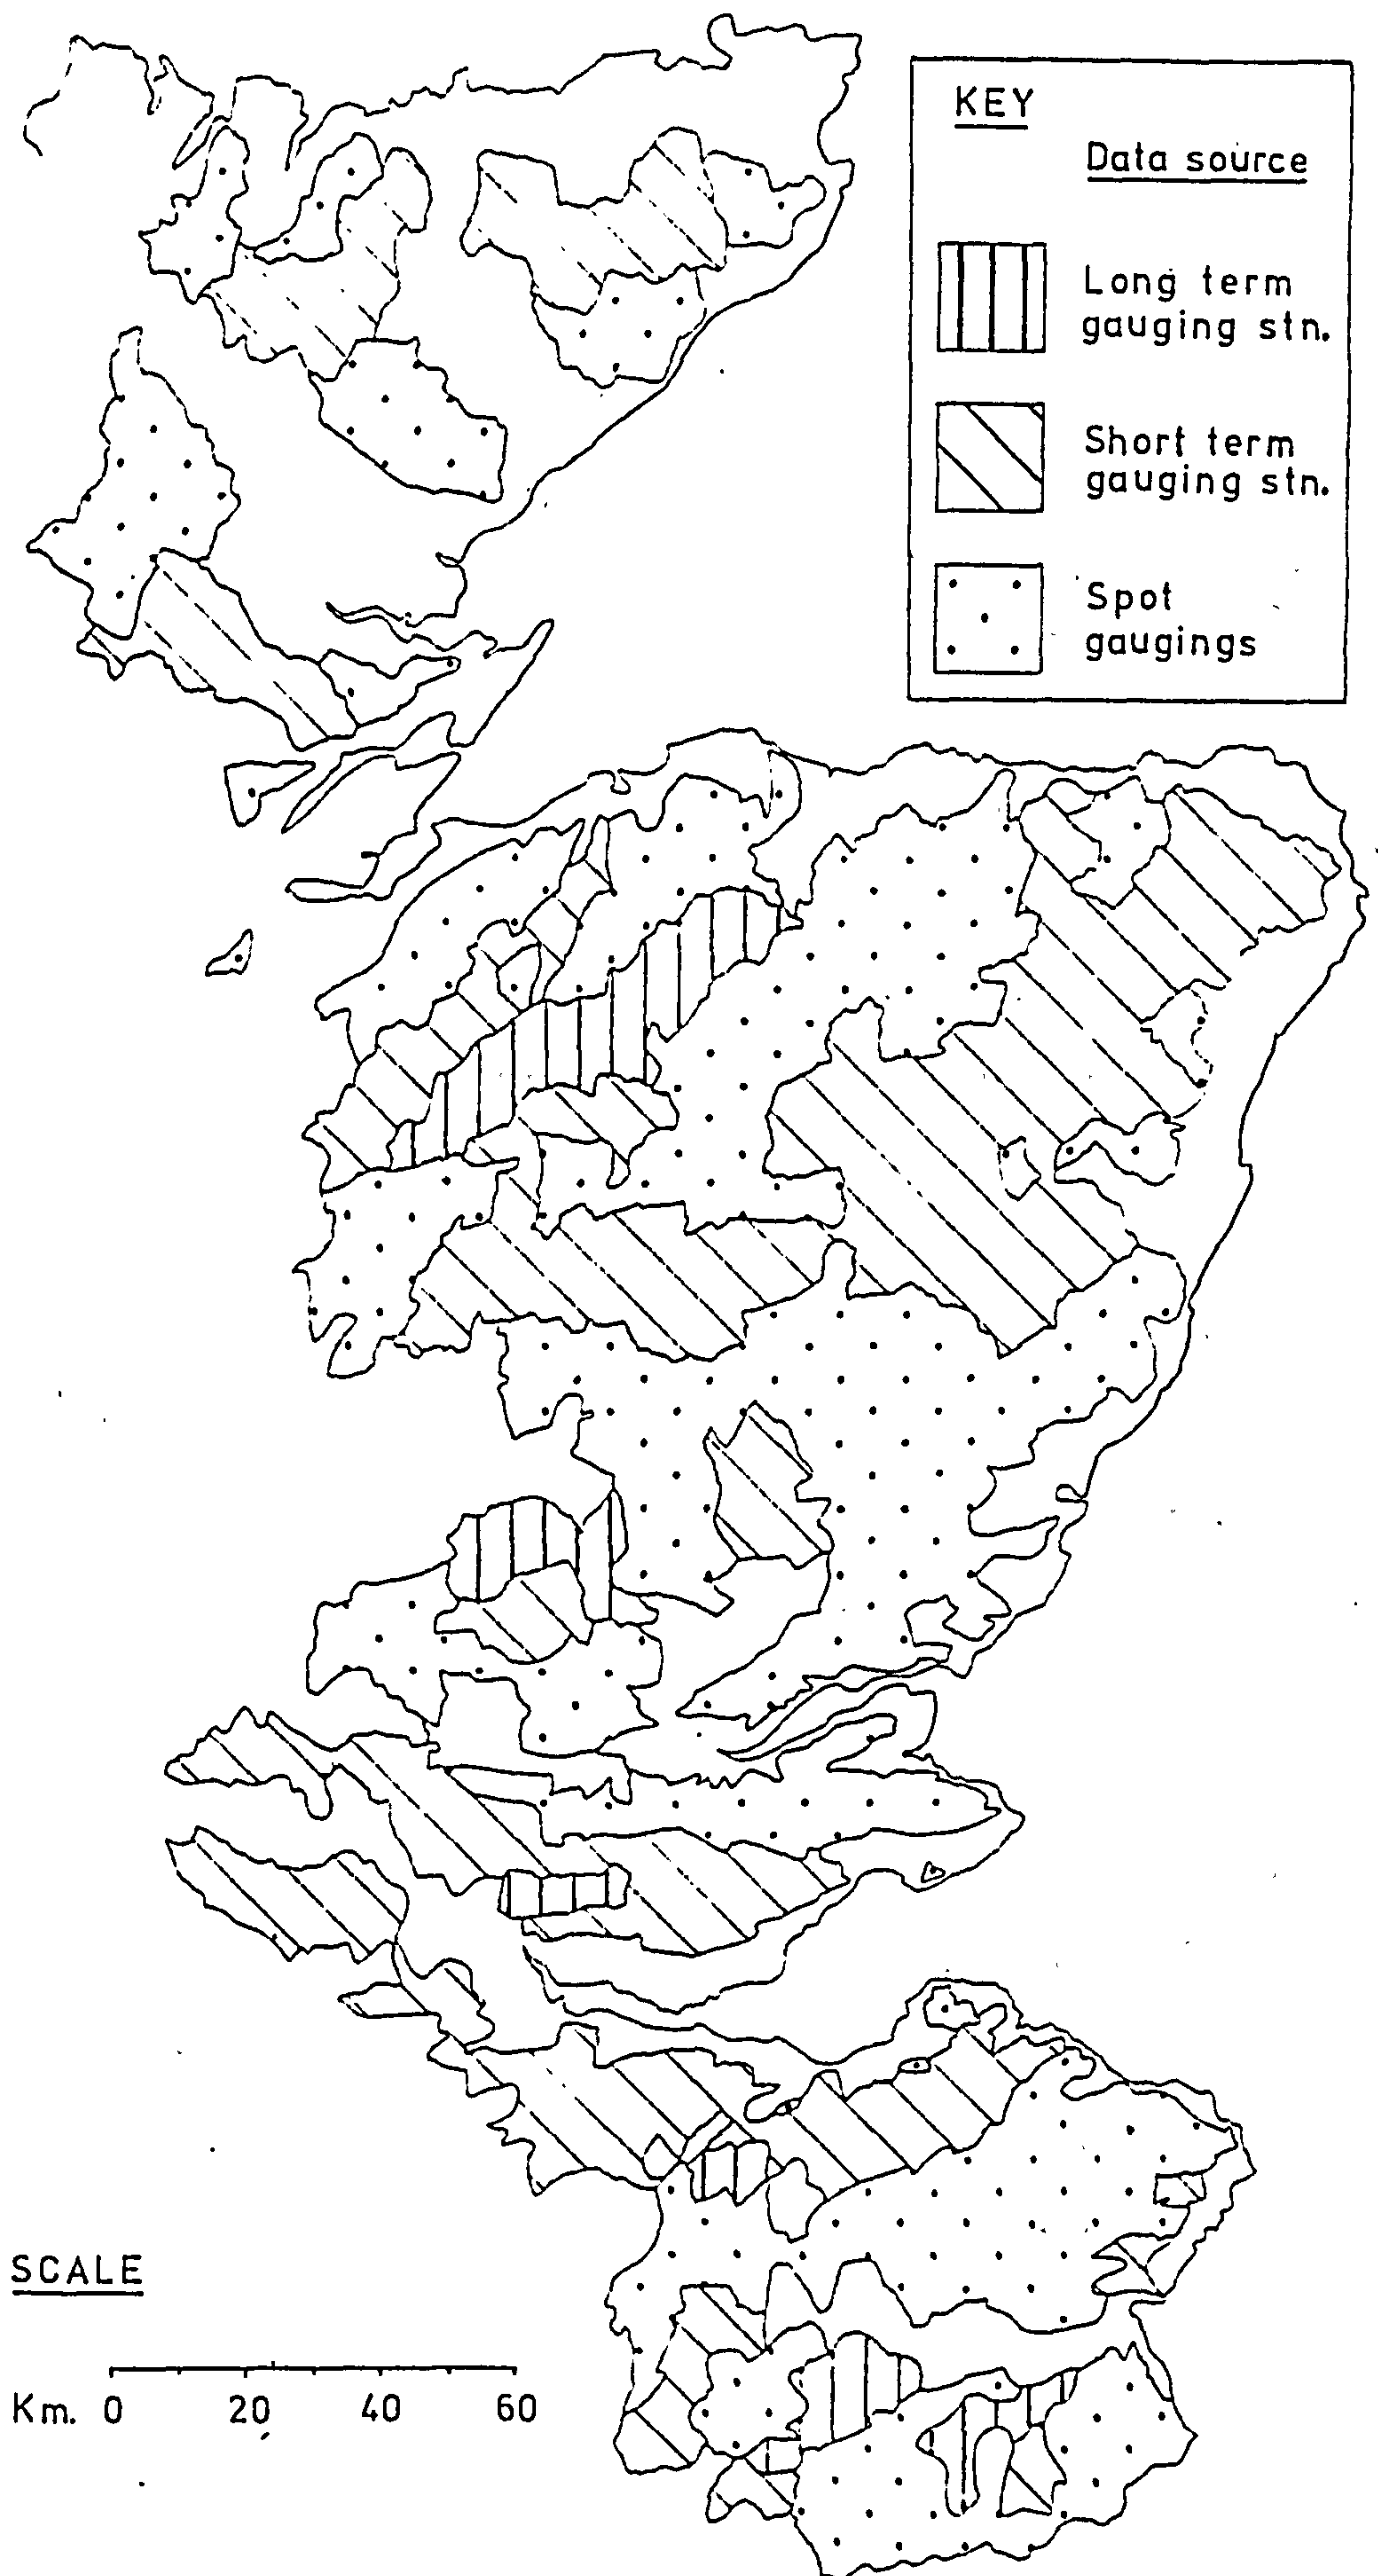 KEY
Data source
Long term
gauging stn.
Short term
gauging stn.
Spot
gaugings
SCALE
Km. 0 20 40 60